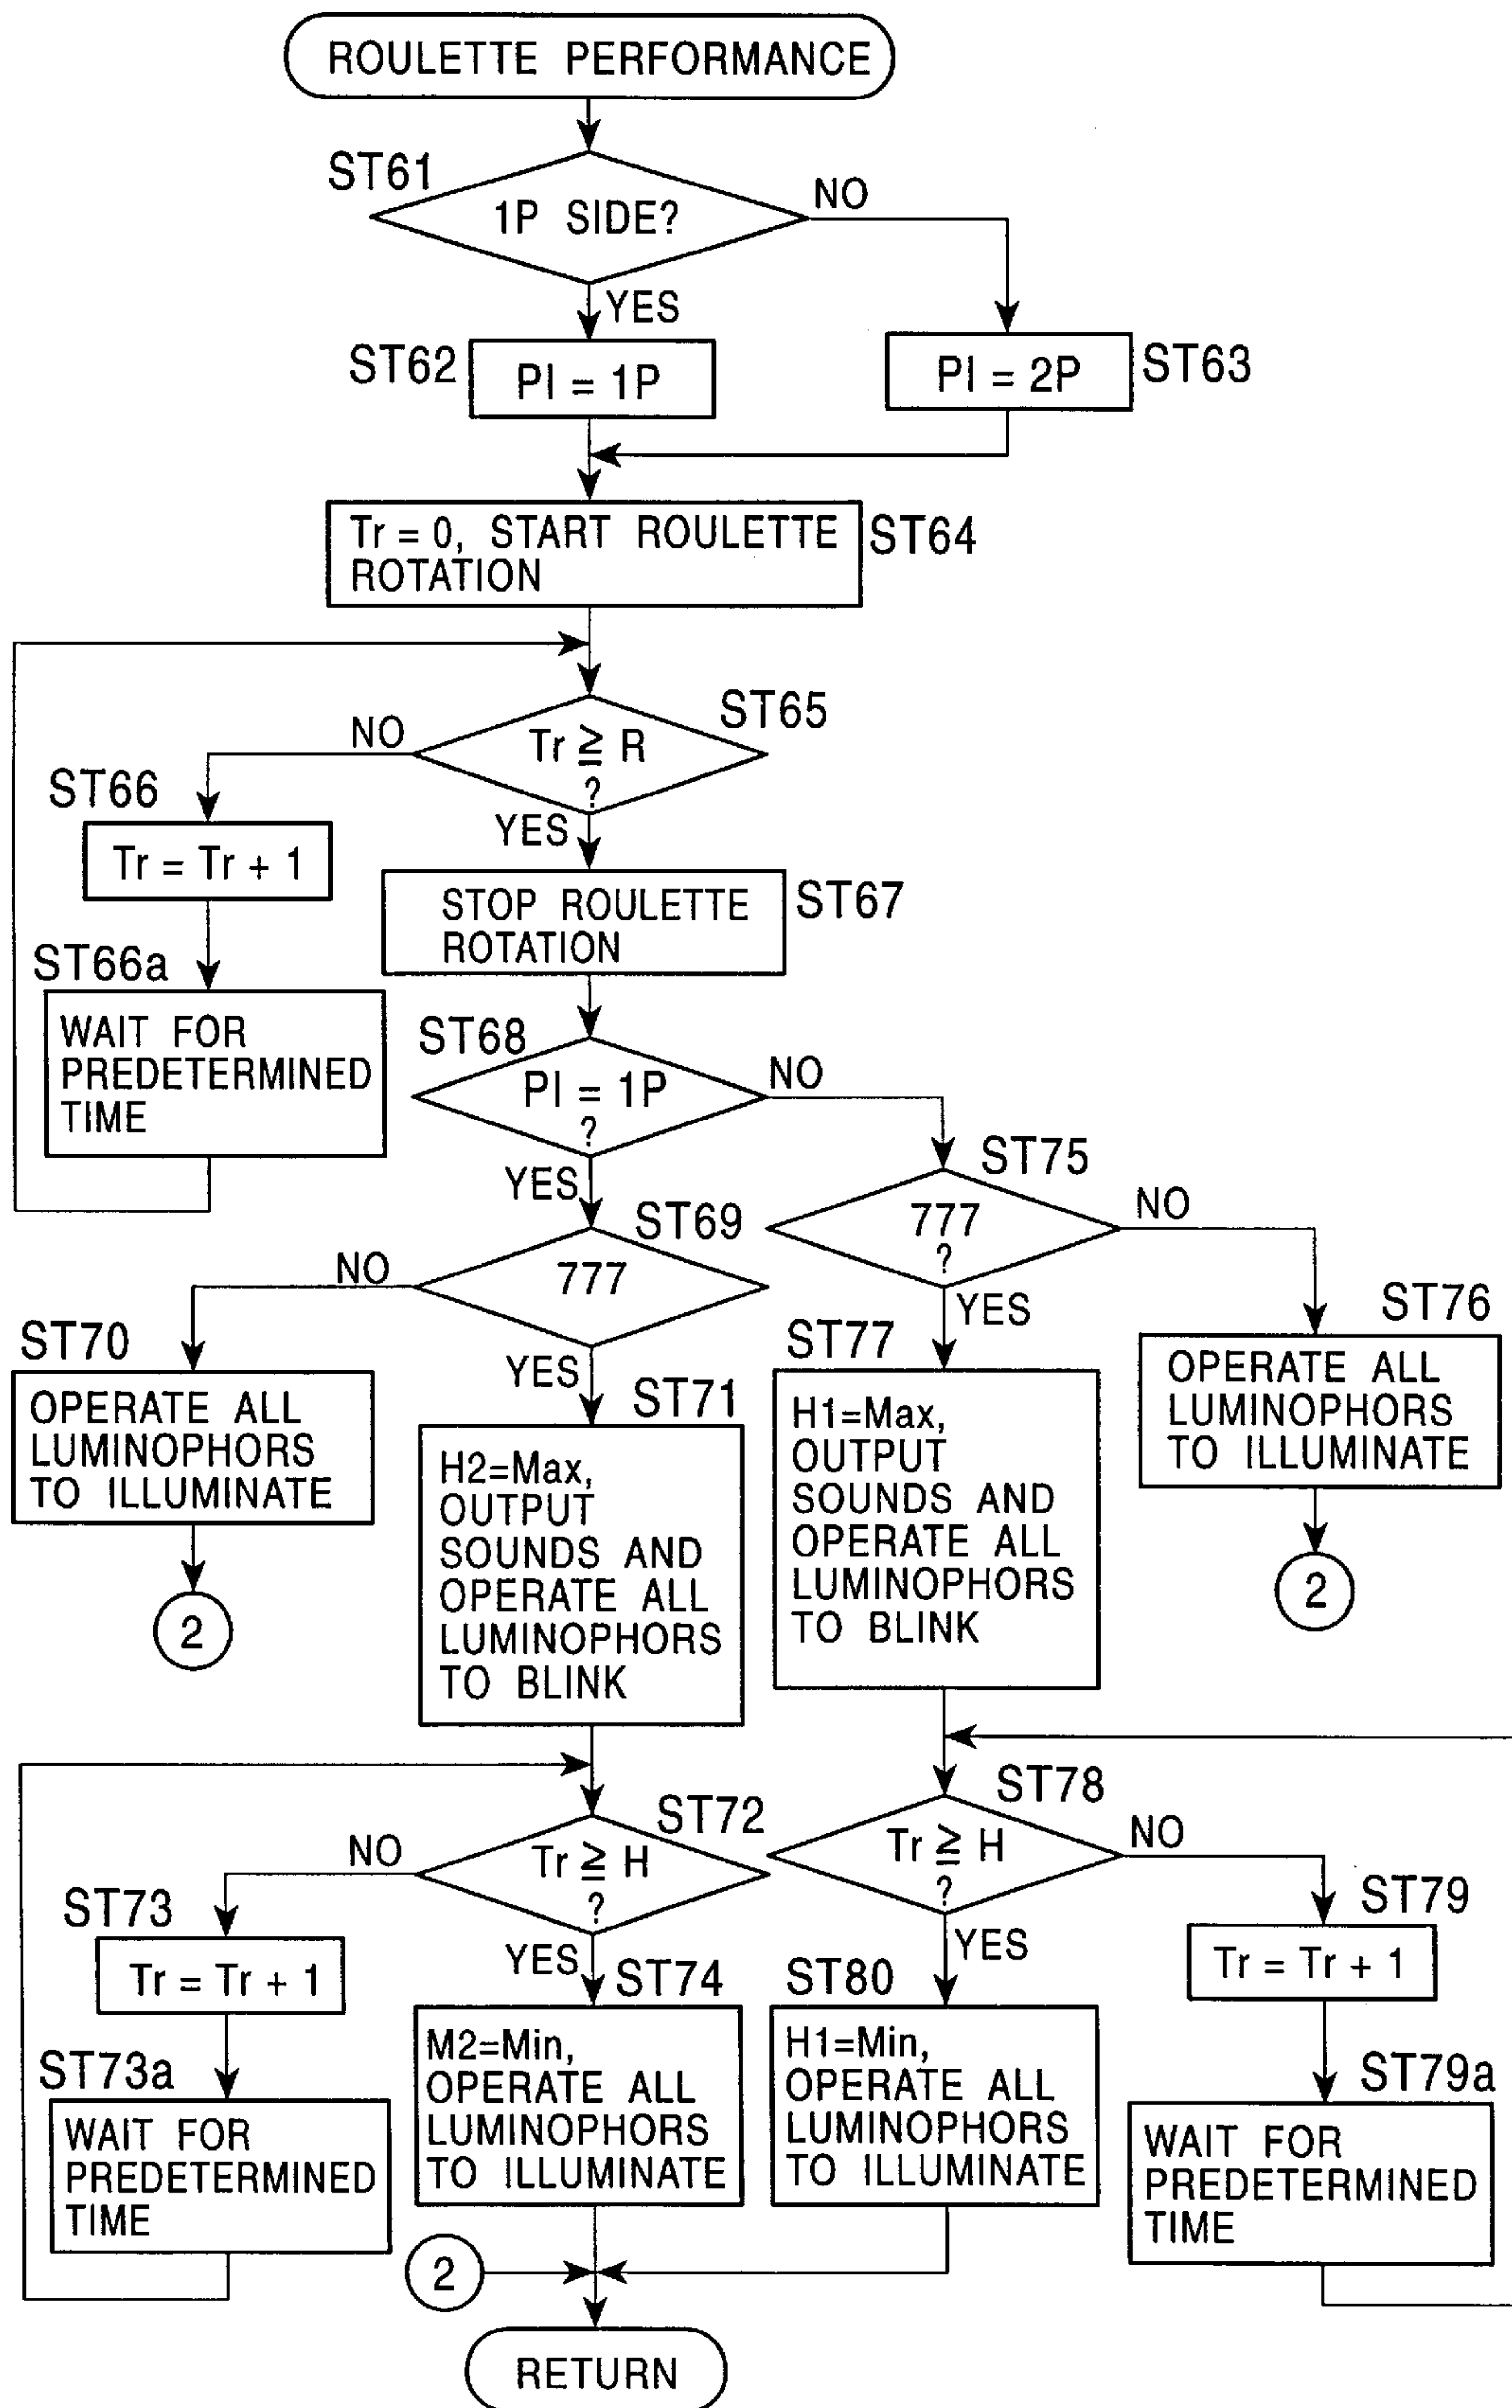 ROULETTE PERFORMANCE
ST61
1P SIDE?
NO
YES
ST62
PI = 1P
PI = 2P
ST63
Tr = 0, START ROULETTE
ROTATION
ST64
ST65
NO
Tr ≧ R
?
ST66
YES
Tr = Tr + 1
STOP ROULETTE
ROTATION
ST67
ST66a
WAIT FOR
PREDETERMINED
TIME
ST68
PI = 1P
?
NO
YES
ST75
777
?
NO
ST69
777
NO
YES
ST76
OPERATE ALL
LUMINOPHORS
TO ILLUMINATE
2
ST70
OPERATE ALL
LUMINOPHORS
TO ILLUMINATE
2
YES
ST71
H2=Max,
OUTPUT
SOUNDS AND
OPERATE ALL
LUMINOPHORS
TO BLINK
ST77
H1=Max,
OUTPUT
SOUNDS AND
OPERATE ALL
LUMINOPHORS
TO BLINK
ST72
Tr ≧ H
?
NO
ST78
Tr ≧ H
?
NO
ST73
Tr = Tr + 1
YES
ST74
M2=Min,
OPERATE ALL
LUMINOPHORS
TO ILLUMINATE
YES
ST80
H1=Min,
OPERATE ALL
LUMINOPHORS
TO ILLUMINATE
ST79
Tr = Tr + 1
ST73a
WAIT FOR
PREDETERMINED
TIME
ST79a
WAIT FOR
PREDETERMINED
TIME
2
RETURN